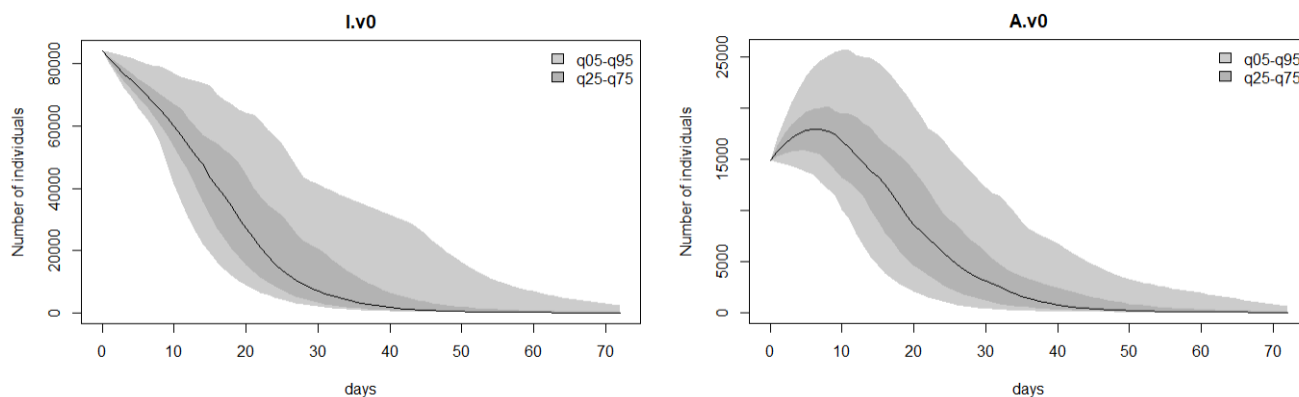 I.v0
Number of individuals
80000
60000
40000
20000
0
q05-q95
q25-q75
0 10 20 30 40 50 60 70
days
A.v0
Number of individuals
25000
15000
5000
0
q05-q95
q25-q75
0 10 20 30 40 50 60 70
days